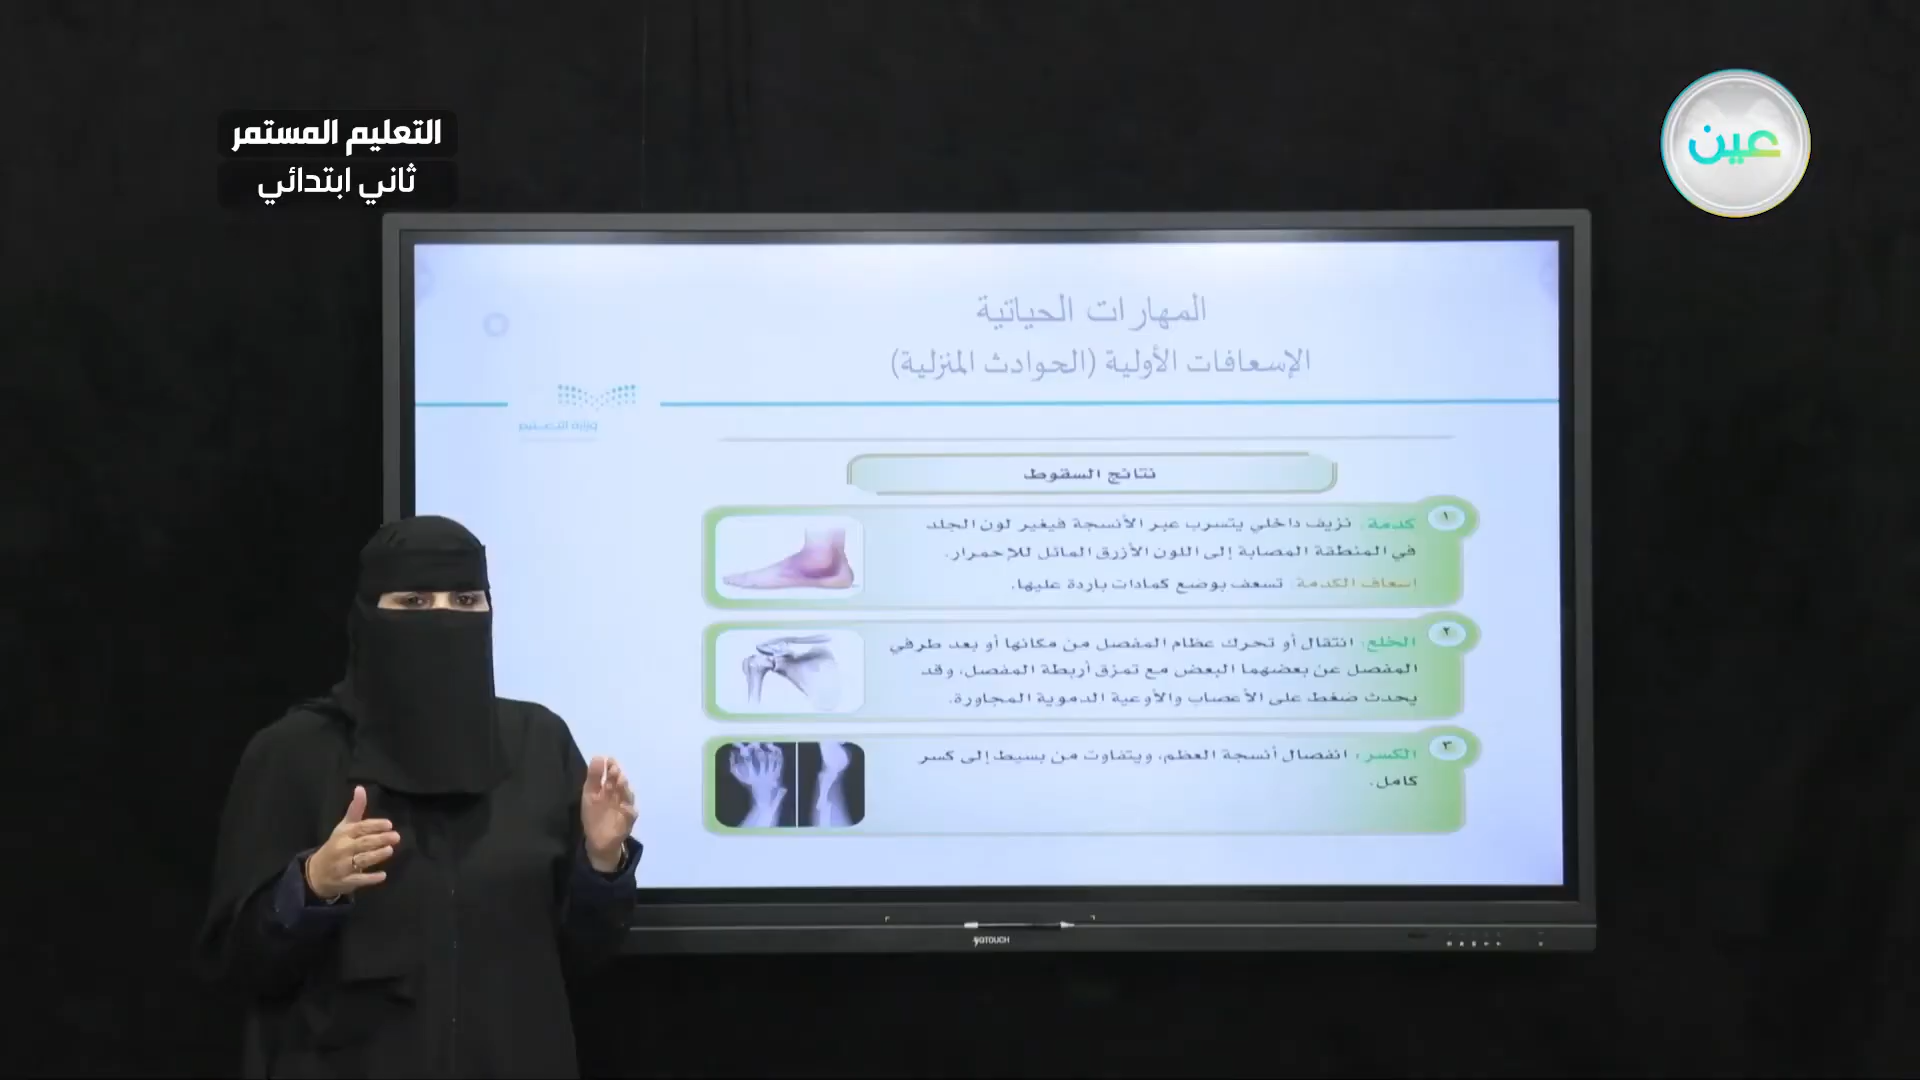 التعليم المستمر
ثاني ابتدائي
عين
المهارات الحياتية
الإسعافات الأولية (الحوادث المنزلية)
وزارة التعليم
نتائج السقوط
١
كدمة: نزيف داخلي يتسرب عبر الأنسجة فيغير لون الجلد
في المنطقة المصابة إلى اللون الأزرق المائل للإحمرار.
اسعاف الكدمة: تسعف بوضع كمادات باردة عليها.
٢
الخلع: انتقال أو تحرك عظام المفصل من مكانها أو بعد طرفي
المفصل عن بعضهما البعض مع تمزق أربطة المفصل، وقد
يحدث ضغط على الأعصاب والأوعية الدموية المجاورة.
٣
الكسر: انفصال أنسجة العظم، ويتفاوت من بسيط إلى كسر
كامل.